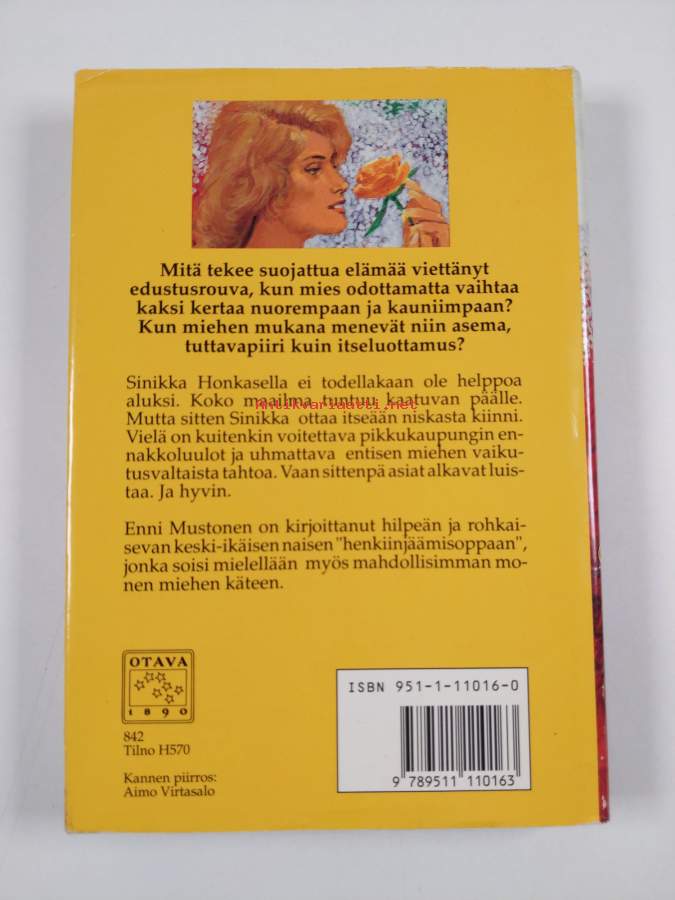 Mitä tekee suojattua elämää viettänyt
edustusrouva, kun mies odottamatta vaihtaa
kaksi kertaa nuorempaan ja kauniimpaan?
Kun miehen mukana menevät niin asema,
tuttavapiiri kuin itseluottamus?
Sinikka Honkasella ei todellakaan ole helppoa
aluksi. Koko maailma tuntuu kaatuvan päälle.
Antikvariaatti.net
Mutta sitten Sinikka ottaa itseään niskasta kiinni.
Vielä on kuitenkin voitettava pikkukaupungin en-
nakkoluulot ja uhmattava entisen miehen vaiku-
tusvaltaista tahtoa. Vaan sittenpä asiat alkavat luis-
taa. Ja hyvin.
Enni Mustonen on kirjoittanut hilpeän ja rohkai-
sevan keski-ikäisen naisen "henkiinjäämisoppaan",
jonka soisi mielellään myös mahdollisimman mo-
nen miehen käteen.
OTAVA
1890
842
Tilno H570
Kannen piirros:
Aimo Virtasalo
ISBN 951-1-11016-0
9 789511 110163